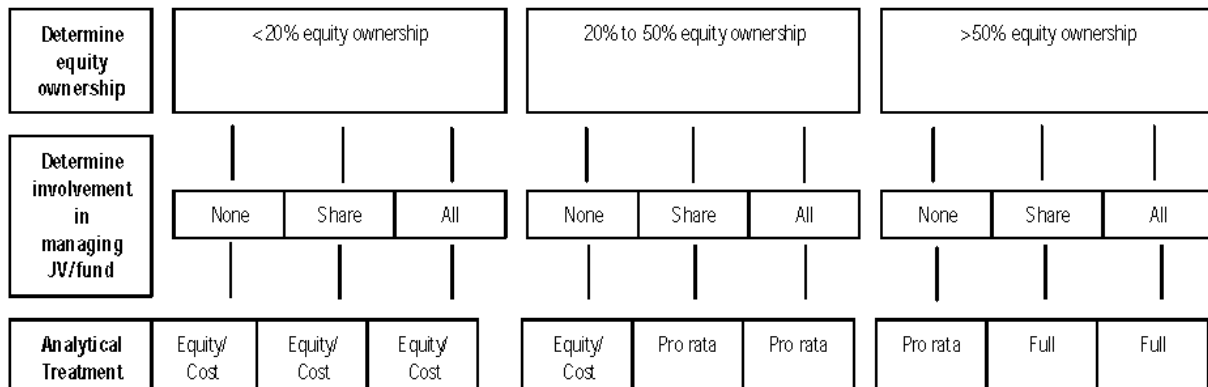 Determine
equity
ownership
<20% equity ownership
20% to 50% equity ownership
>50% equity ownership
Determine
involvement
in
managing
JV/fund
None
Share
All
None
Share
All
None
Share
All
Analytical
Treatment
Equity/
Cost
Equity/
Cost
Equity/
Cost
Equity/
Cost
Pro rata
Pro rata
Pro rata
Full
Full